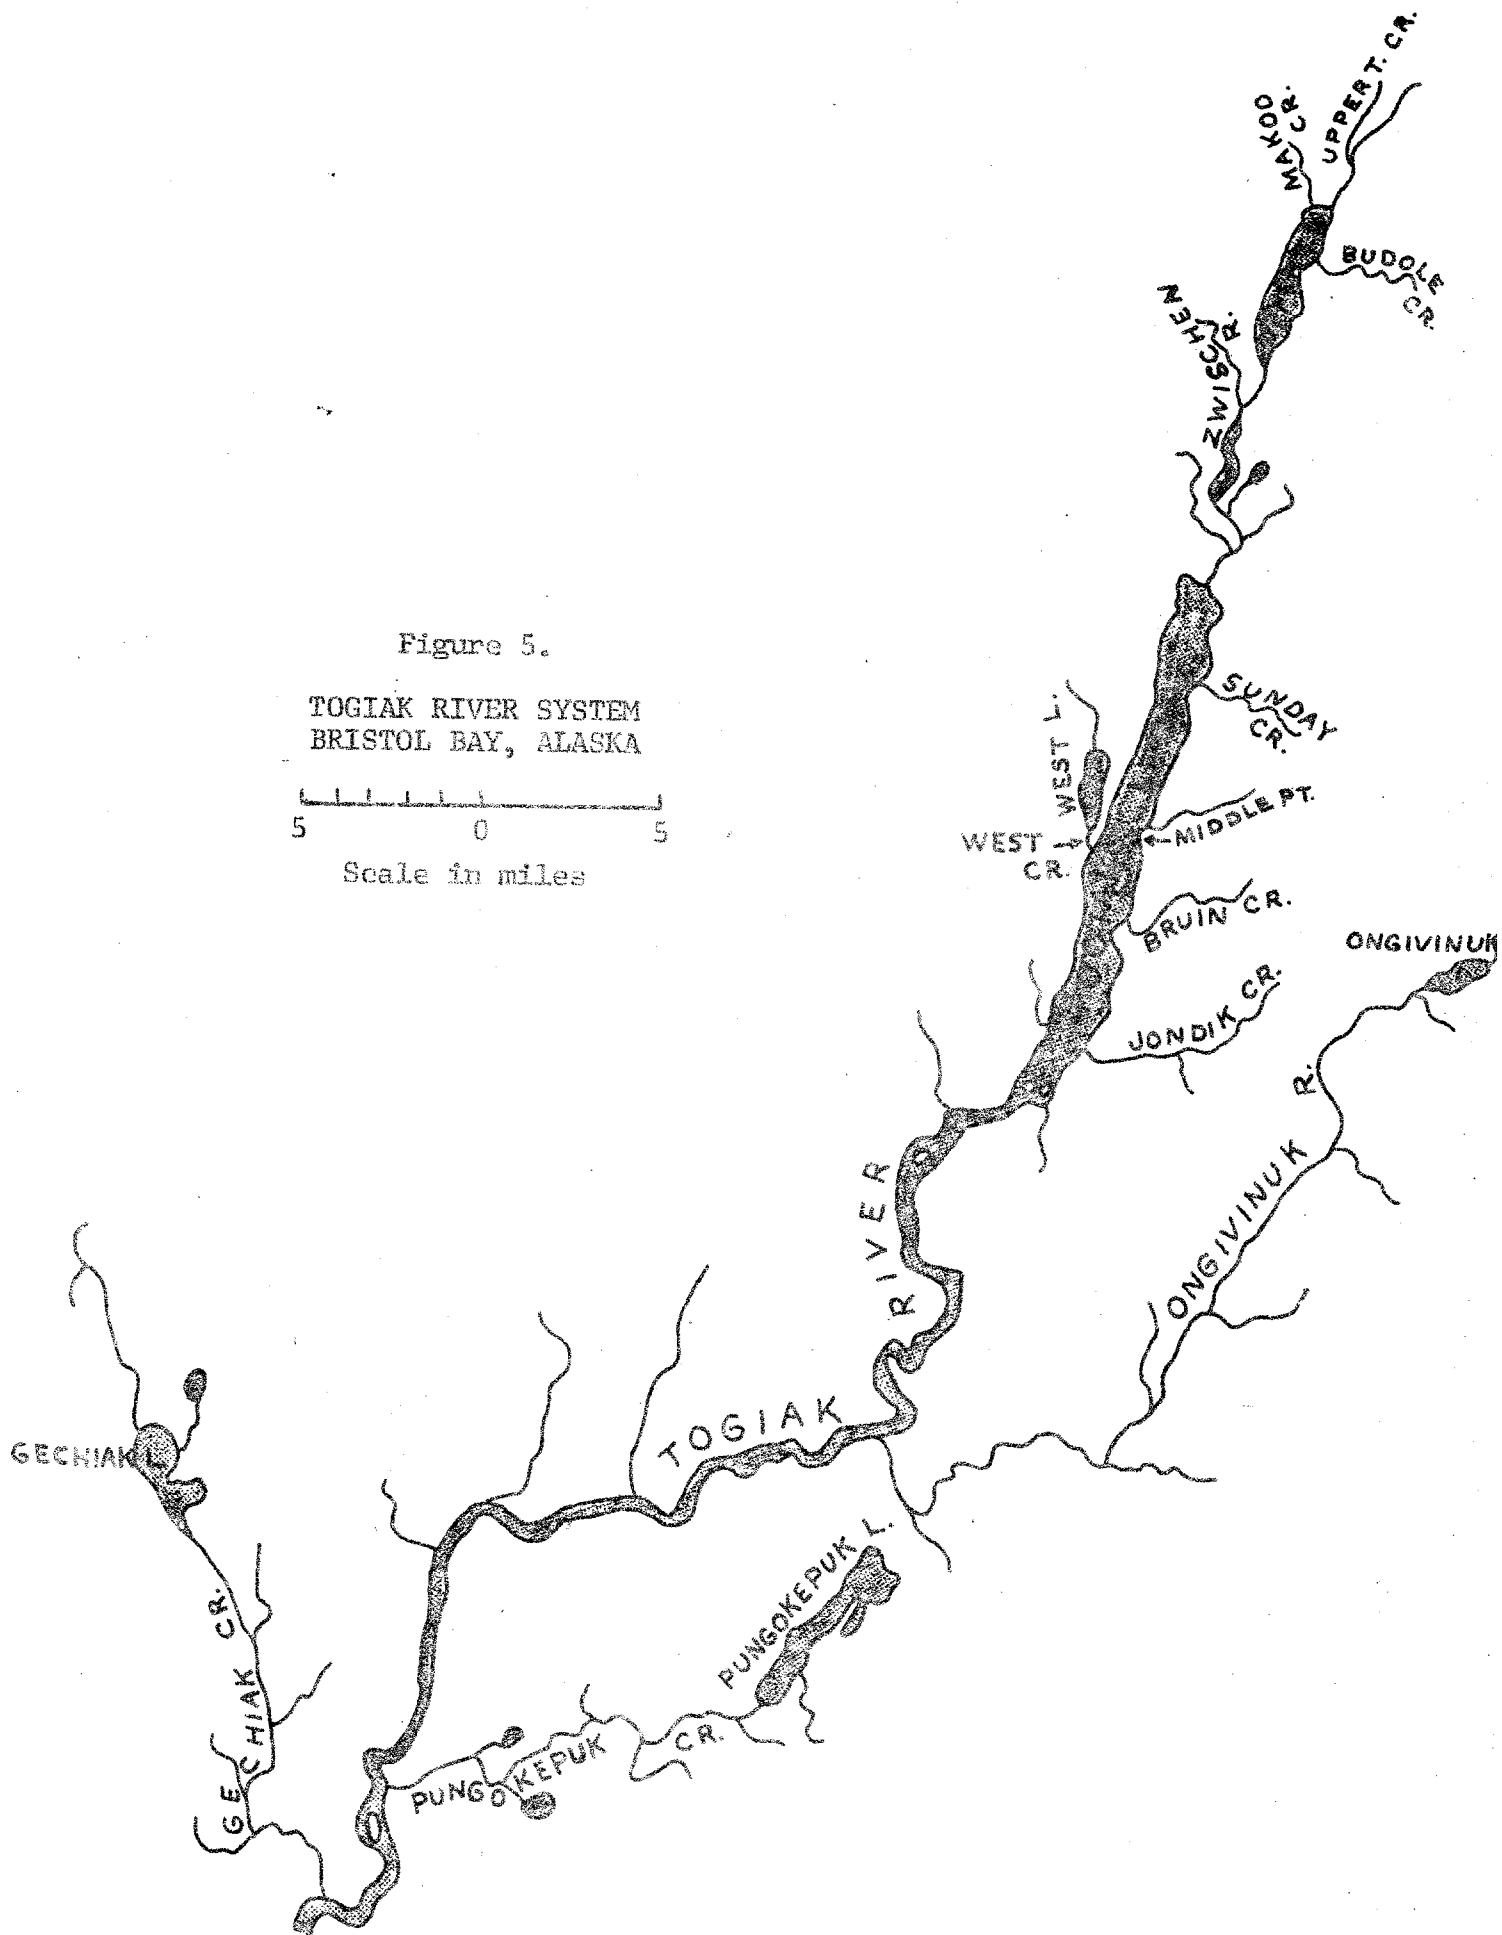 UPPER T. CR.
MAKOO
CR.
BUDOLE
CR.
ZWISCHEN
R.
Figure 5.
TOGIAK RIVER SYSTEM
BRISTOL BAY, ALASKA
5 0 5
Scale in miles
SUNDAY
CR.
WEST L.
MIDDLE PT.
WEST
CR.
BRUIN CR.
ONGIVINUK
JONDIK CR.
ONGIVINUK R.
TOGIAK RIVER
GECHIAK L.
GECHIAK CR.
PUNGOKEPUK L.
PUNGOKEPUK CR.